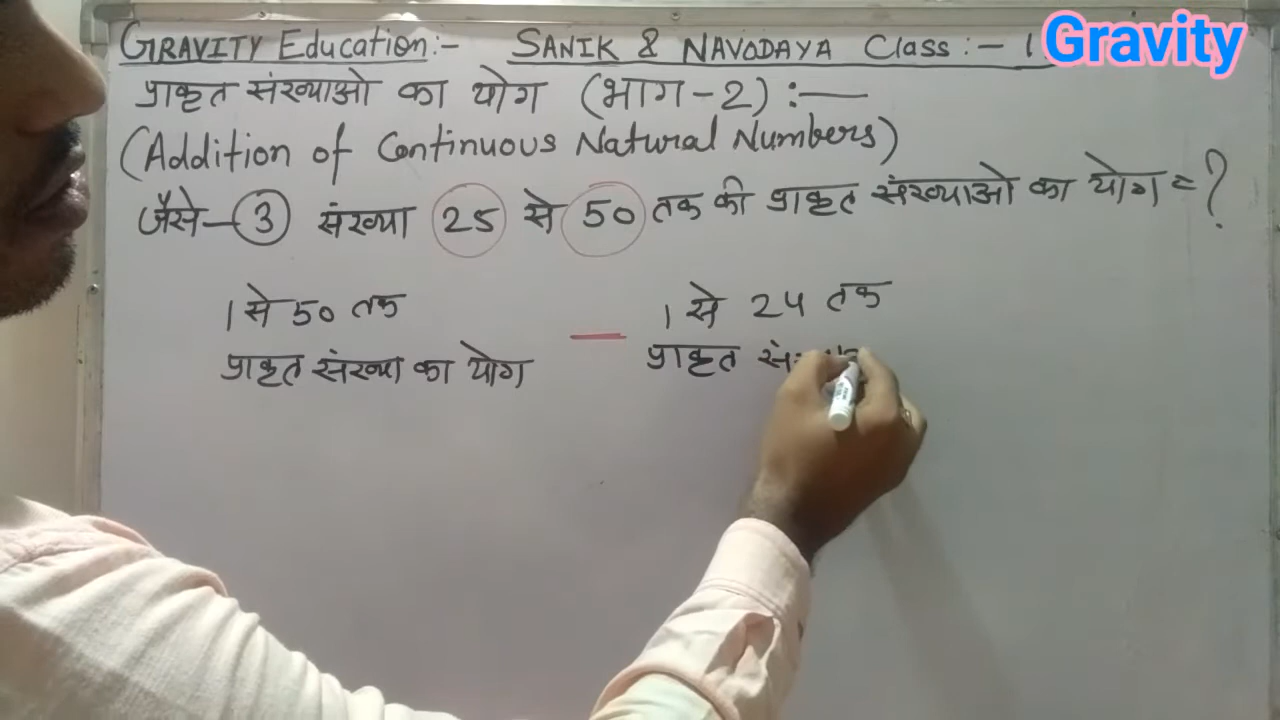 GRAVITY Education:- SANIK & NAVODAYA Class:- 1
Gravity
प्राकृत संख्याओ का योग (भाग-2) :—
(Addition of Continuous Natural Numbers)
जैसे- 3 संख्या 25 से 50 तक की प्राकृत संख्याओ का योग = ?
1 से 50 तक — 1 से 24 तक
प्राकृत संख्या का योग प्राकृत